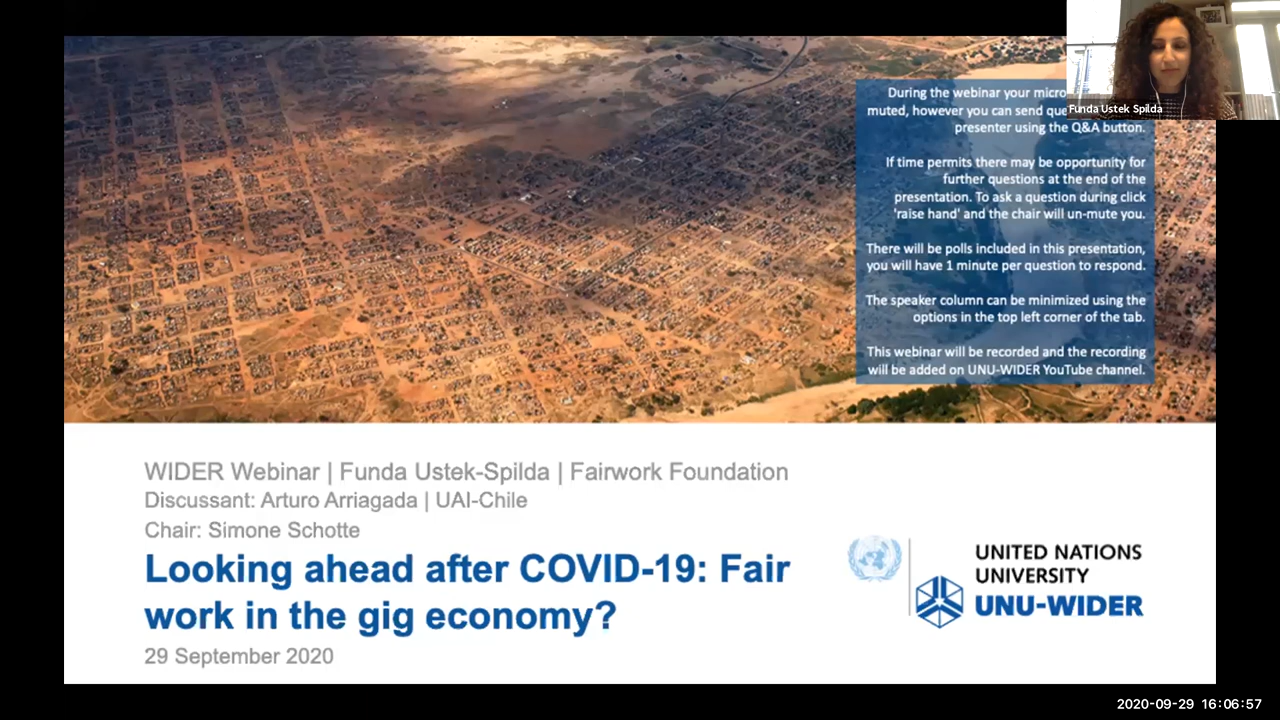 During the webinar your micro
muted, however you can send que
presenter using the Q&A button.
If time permits there may be opportunity for
further questions at the end of the
presentation. To ask a question during click
'raise hand' and the chair will un-mute you.
There will be polls included in this presentation,
you will have 1 minute per question to respond.
The speaker column can be minimized using the
options in the top left corner of the tab.
This webinar will be recorded and the recording
will be added on UNU-WIDER YouTube channel.
Funda Ustek Spilda
WIDER Webinar | Funda Ustek-Spilda | Fairwork Foundation
Discussant: Arturo Arriagada | UAI-Chile
Chair: Simone Schotte
Looking ahead after COVID-19: Fair
work in the gig economy?
29 September 2020
UNITED NATIONS
UNIVERSITY
UNU-WIDER
2020-09-29 16:06:57